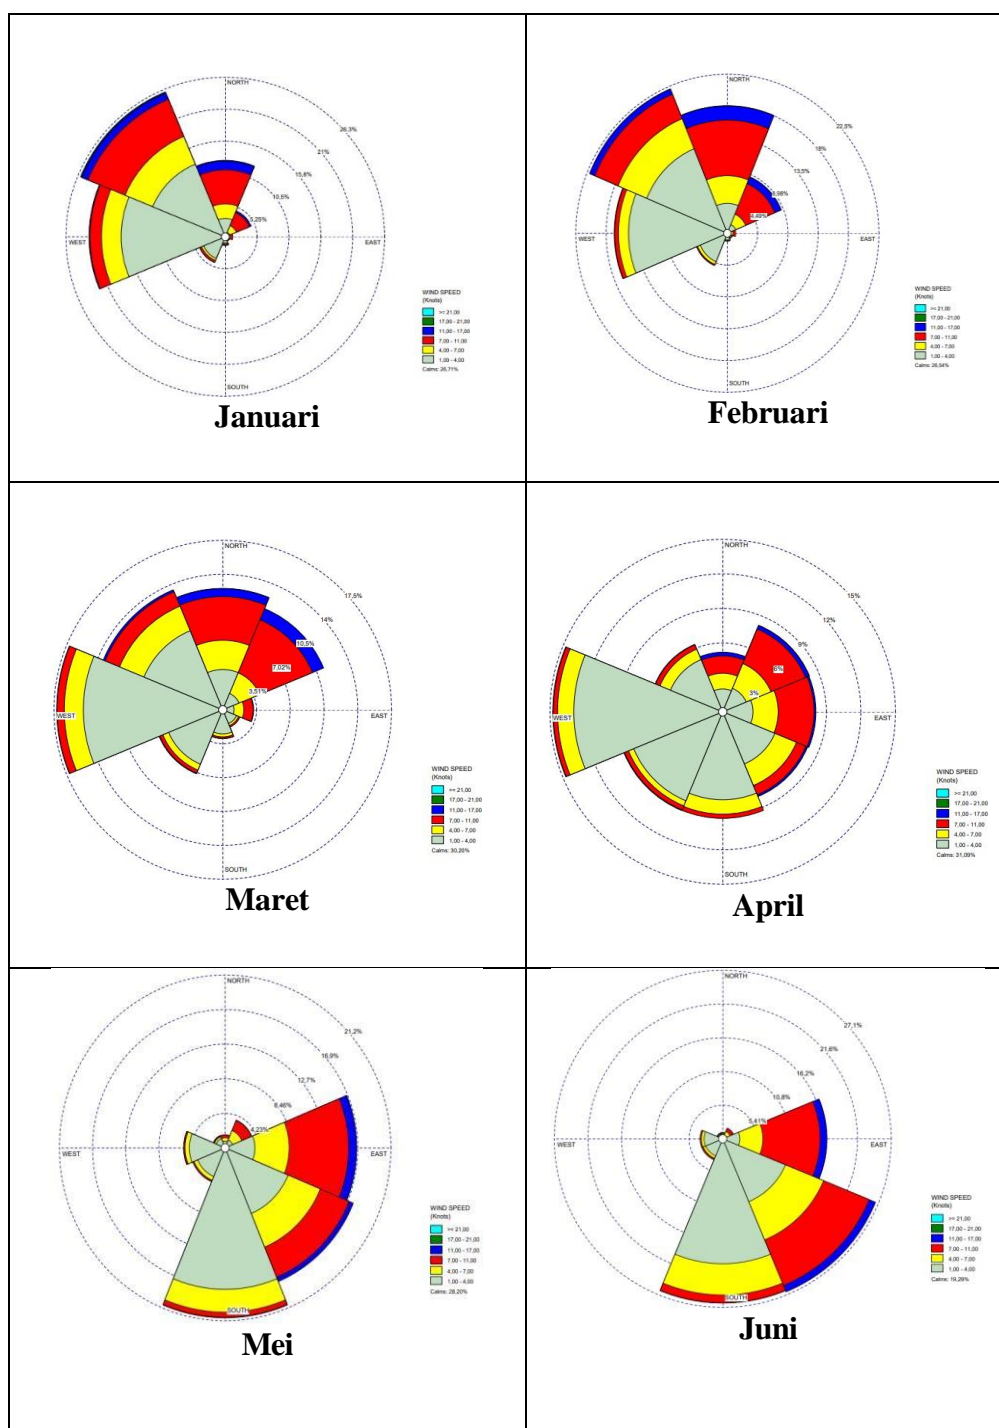 NORTH
26,3%
21%
15,8%
10,5%
5,25%
WEST
EAST
SOUTH
WIND SPEED
(Knots)
>= 21,00
17,00 - 21,00
11,00 - 17,00
7,00 - 11,00
4,00 - 7,00
1,00 - 4,00
Calms: 26,71%
Januari
NORTH
22,5%
18%
13,5%
8,98%
4,49%
WEST
EAST
SOUTH
WIND SPEED
(Knots)
>= 21,00
17,00 - 21,00
11,00 - 17,00
7,00 - 11,00
4,00 - 7,00
1,00 - 4,00
Calms: 26,54%
Februari
NORTH
17,5%
14%
10,5%
7,02%
3,51%
WEST
EAST
SOUTH
WIND SPEED
(Knots)
>= 21,00
17,00 - 21,00
11,00 - 17,00
7,00 - 11,00
4,00 - 7,00
1,00 - 4,00
Calms: 30,20%
Maret
NORTH
15%
12%
9%
6%
3%
WEST
EAST
SOUTH
WIND SPEED
(Knots)
>= 21,00
17,00 - 21,00
11,00 - 17,00
7,00 - 11,00
4,00 - 7,00
1,00 - 4,00
Calms: 31,09%
April
NORTH
21,2%
16,9%
12,7%
8,46%
4,23%
WEST
EAST
SOUTH
WIND SPEED
(Knots)
>= 21,00
17,00 - 21,00
11,00 - 17,00
7,00 - 11,00
4,00 - 7,00
1,00 - 4,00
Calms: 28,20%
Mei
NORTH
27,1%
21,6%
16,2%
10,8%
5,41%
WEST
EAST
SOUTH
WIND SPEED
(Knots)
>= 21,00
17,00 - 21,00
11,00 - 17,00
7,00 - 11,00
4,00 - 7,00
1,00 - 4,00
Calms: 19,29%
Juni